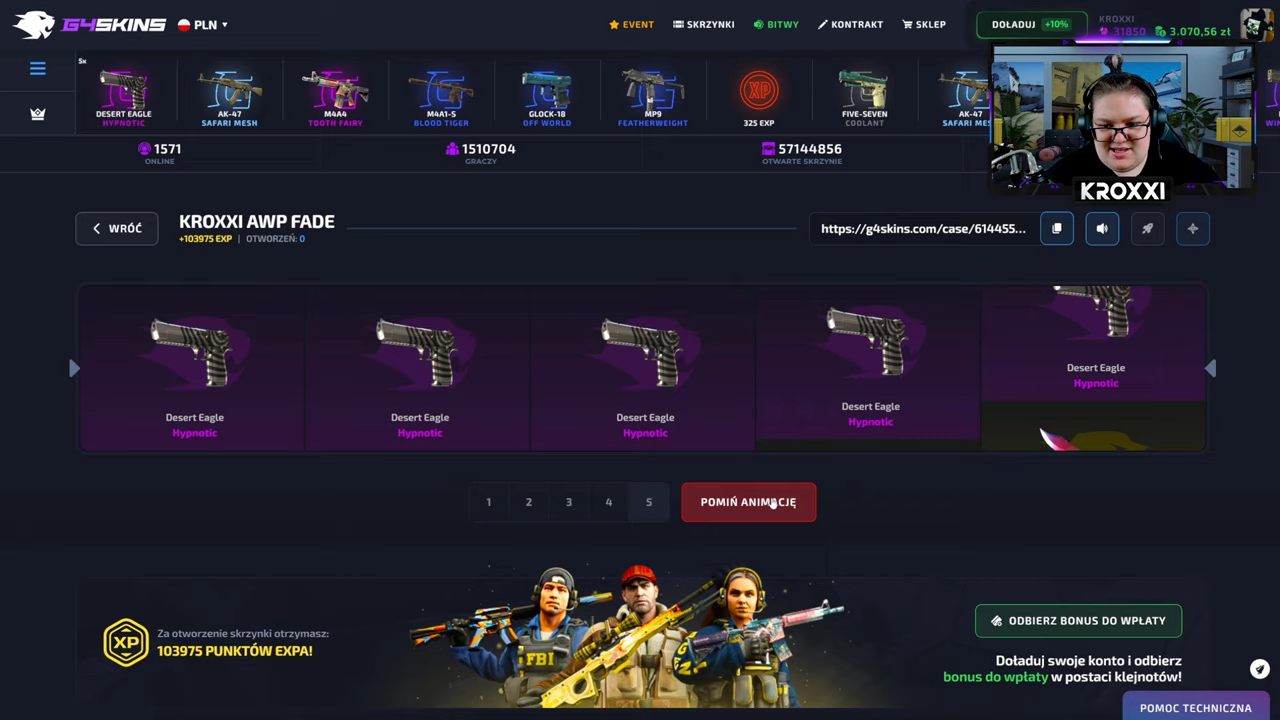 G4SKINS
PLN
EVENT
SKRZYNKI
BITWY
KONTRAKT
SKLEP
DOŁADUJ +10%
KROXXI
31850 3.070,56 zł
5x
DESERT EAGLE
HYPNOTIC
AK-47
SAFARI MESH
M4A4
TOOTH FAIRY
M4A1-S
BLOOD TIGER
GLOCK-18
OFF WORLD
MP9
FEATHERWEIGHT
XP
325 EXP
FIVE-SEVEN
COOLANT
AK-47
SAFARI MES
1571
ONLINE
1510704
GRACZY
57144856
OTWARTE SKRZYNIE
KROXXI
WRÓĆ
KROXXI AWP FADE
+103975 EXP | OTWORZEŃ: 0
https://g4skins.com/case/614455...
Desert Eagle
Hypnotic
Desert Eagle
Hypnotic
Desert Eagle
Hypnotic
Desert Eagle
Hypnotic
Desert Eagle
Hypnotic
1 2 3 4 5
POMIŃ ANIMACJĘ
XP
Za otworzenie skrzynki otrzymasz:
103975 PUNKTÓW EXPA!
FBI
ODBIERZ BONUS DO WPŁATY
Doładuj swoje konto i odbierz
bonus do wpłaty w postaci klejnotów!
POMOC TECHNICZNA